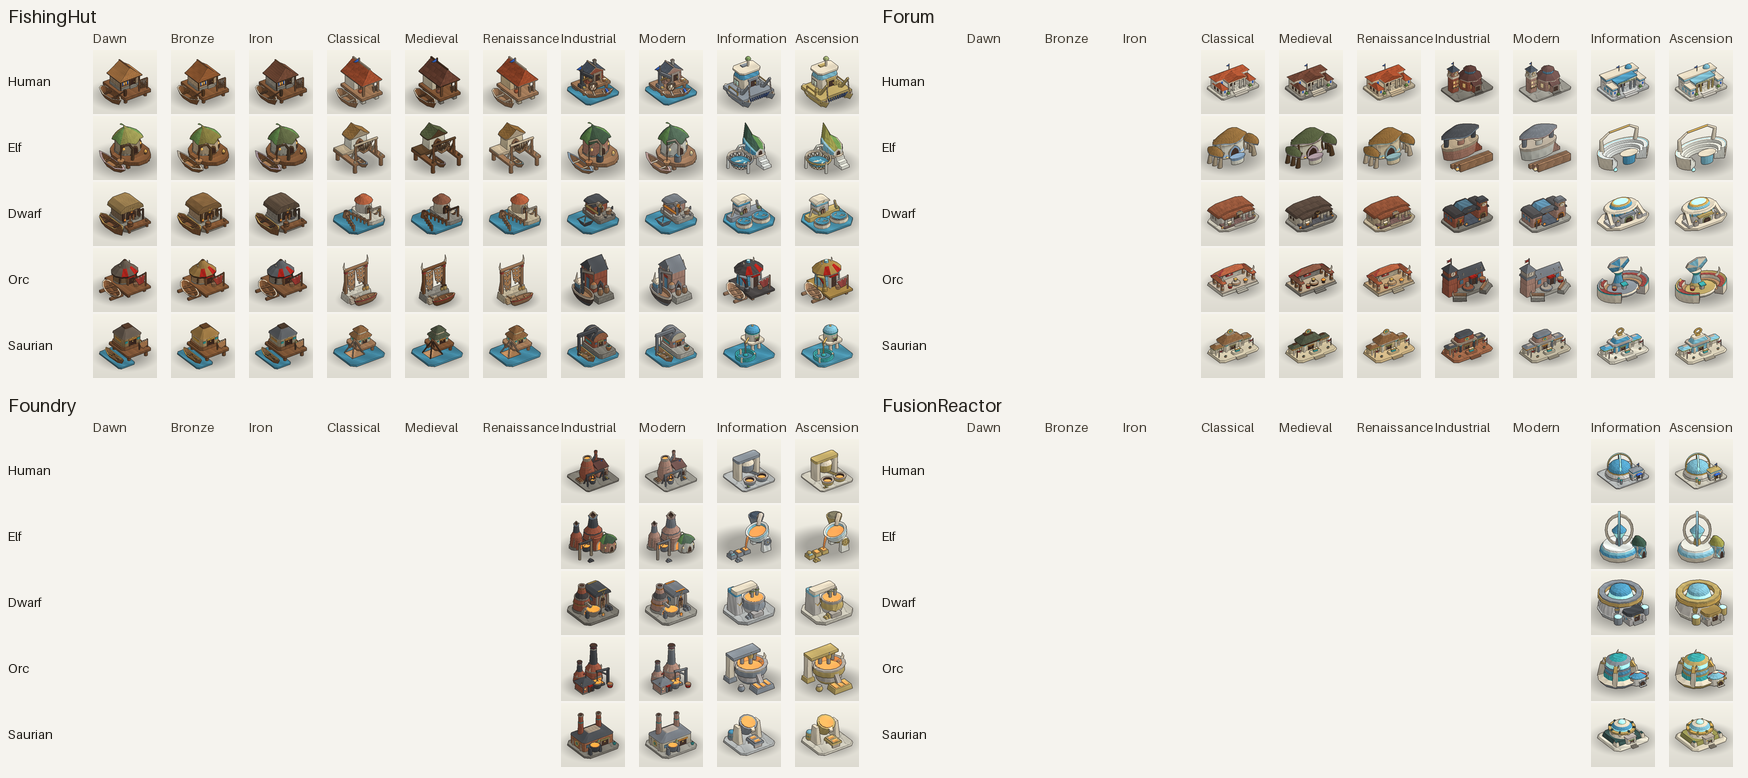 FishingHut
Dawn Bronze Iron Classical Medieval Renaissance Industrial Modern Information Ascension
Human
Elf
Dwarf
Orc
Saurian
Forum
Dawn Bronze Iron Classical Medieval Renaissance Industrial Modern Information Ascension
Human
Elf
Dwarf
Orc
Saurian
Foundry
Dawn Bronze Iron Classical Medieval Renaissance Industrial Modern Information Ascension
Human
Elf
Dwarf
Orc
Saurian
FusionReactor
Dawn Bronze Iron Classical Medieval Renaissance Industrial Modern Information Ascension
Human
Elf
Dwarf
Orc
Saurian